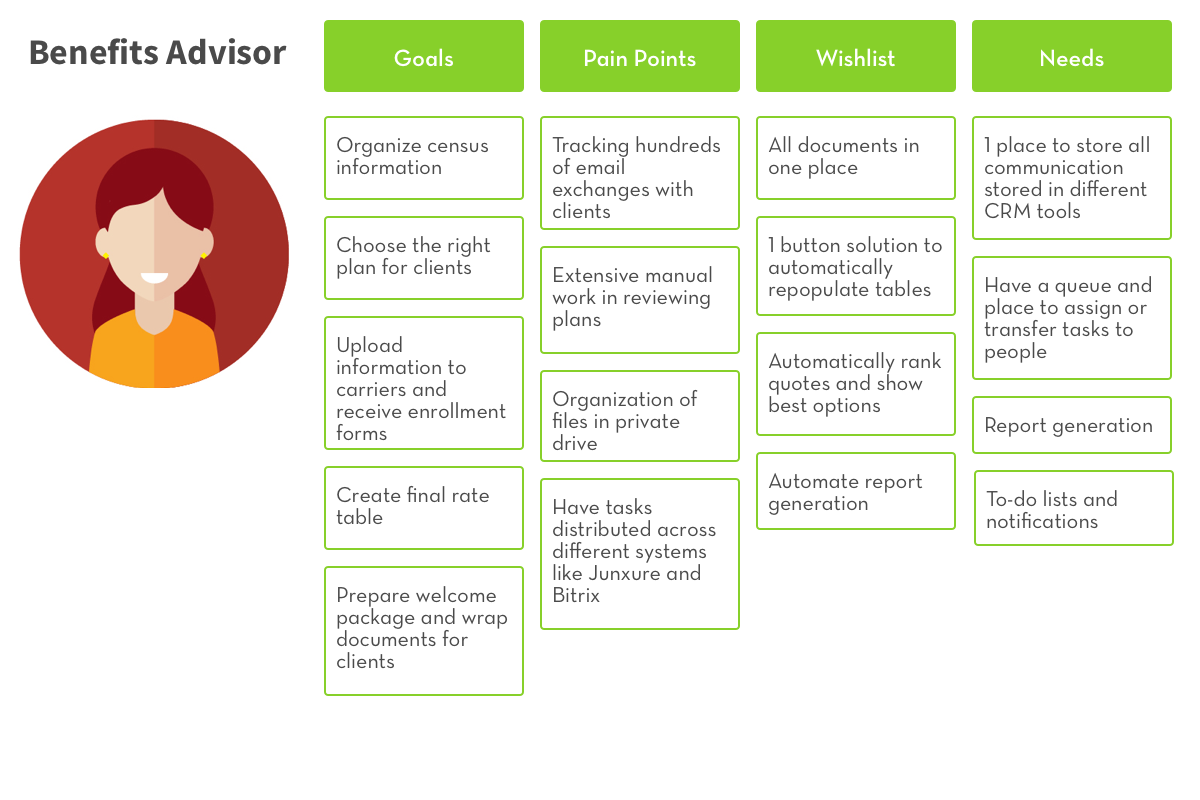 Benefits Advisor
Goals
Organize census
information
Choose the right
plan for clients
Upload
information to
carriers and
receive enrollment
forms
Create final rate
table
Prepare welcome
package and wrap
documents for
clients
Pain Points
Tracking hundreds
of email
exchanges with
clients
Extensive manual
work in reviewing
plans
Organization of
files in private
drive
Have tasks
distributed across
different systems
like Junxure and
Bitrix
Wishlist
All documents in
one place
1 button solution to
automatically
repopulate tables
Automatically rank
quotes and show
best options
Automate report
generation
Needs
1 place to store all
communication
stored in different
CRM tools
Have a queue and
place to assign or
transfer tasks to
people
Report generation
To-do lists and
notifications